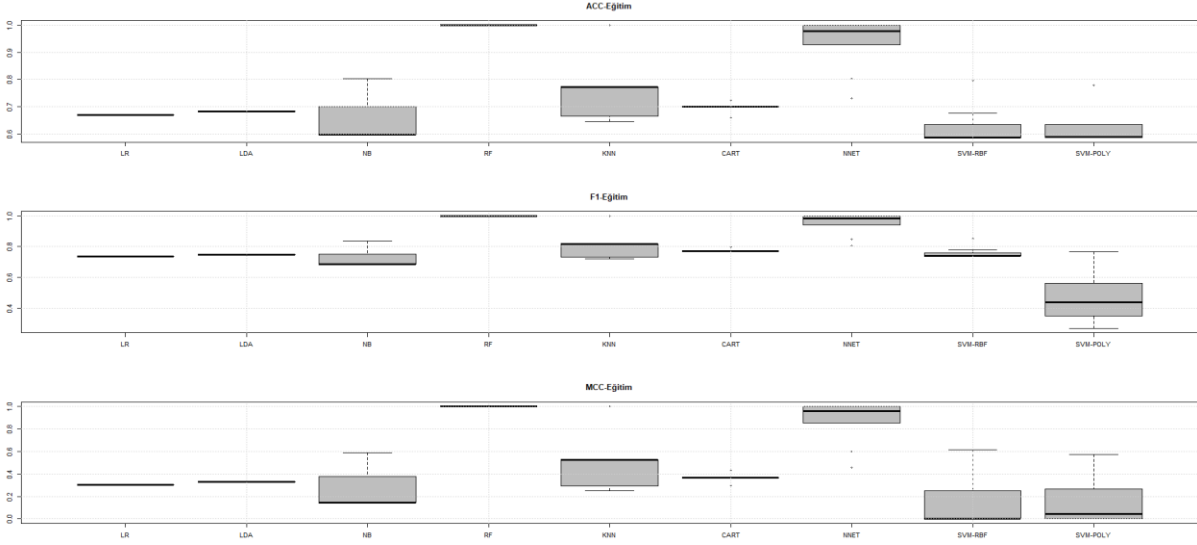 ACC-Eğitim
1.0
0.9
0.8
0.7
0.6
LR LDA NB RF KNN CART NNET SVM-RBF SVM-POLY
F1-Eğitim
1.0
0.8
0.6
0.4
LR LDA NB RF KNN CART NNET SVM-RBF SVM-POLY
MCC-Eğitim
1.0
0.8
0.6
0.4
0.2
0.0
LR LDA NB RF KNN CART NNET SVM-RBF SVM-POLY